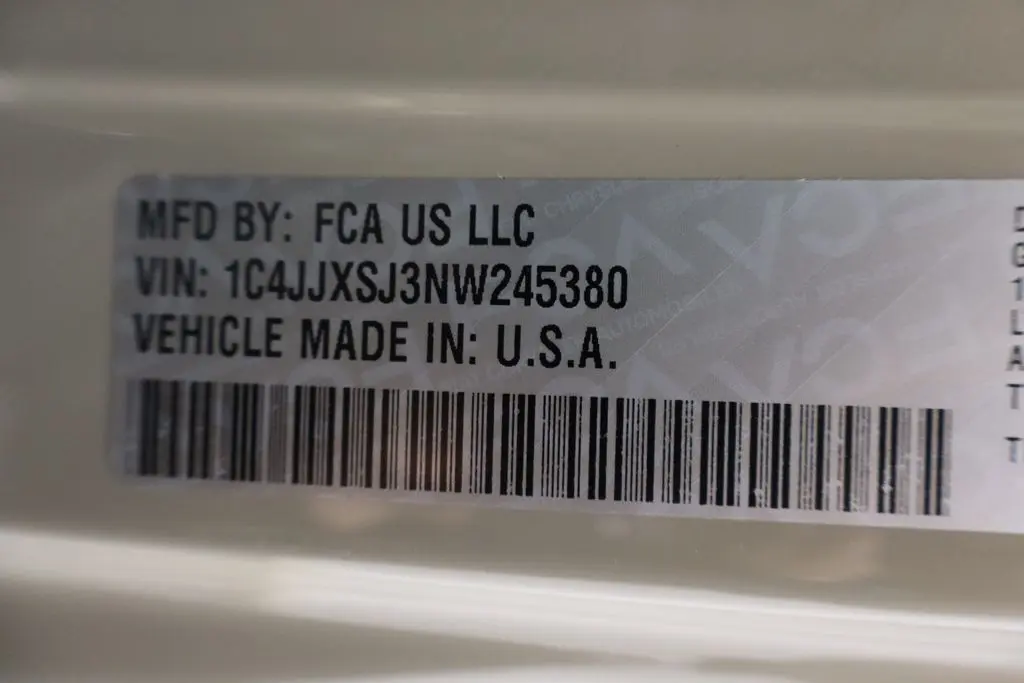 MFD BY: FCA US LLC
VIN: 1C4JJXSJ3NW245380
VEHICLE MADE IN: U.S.A.